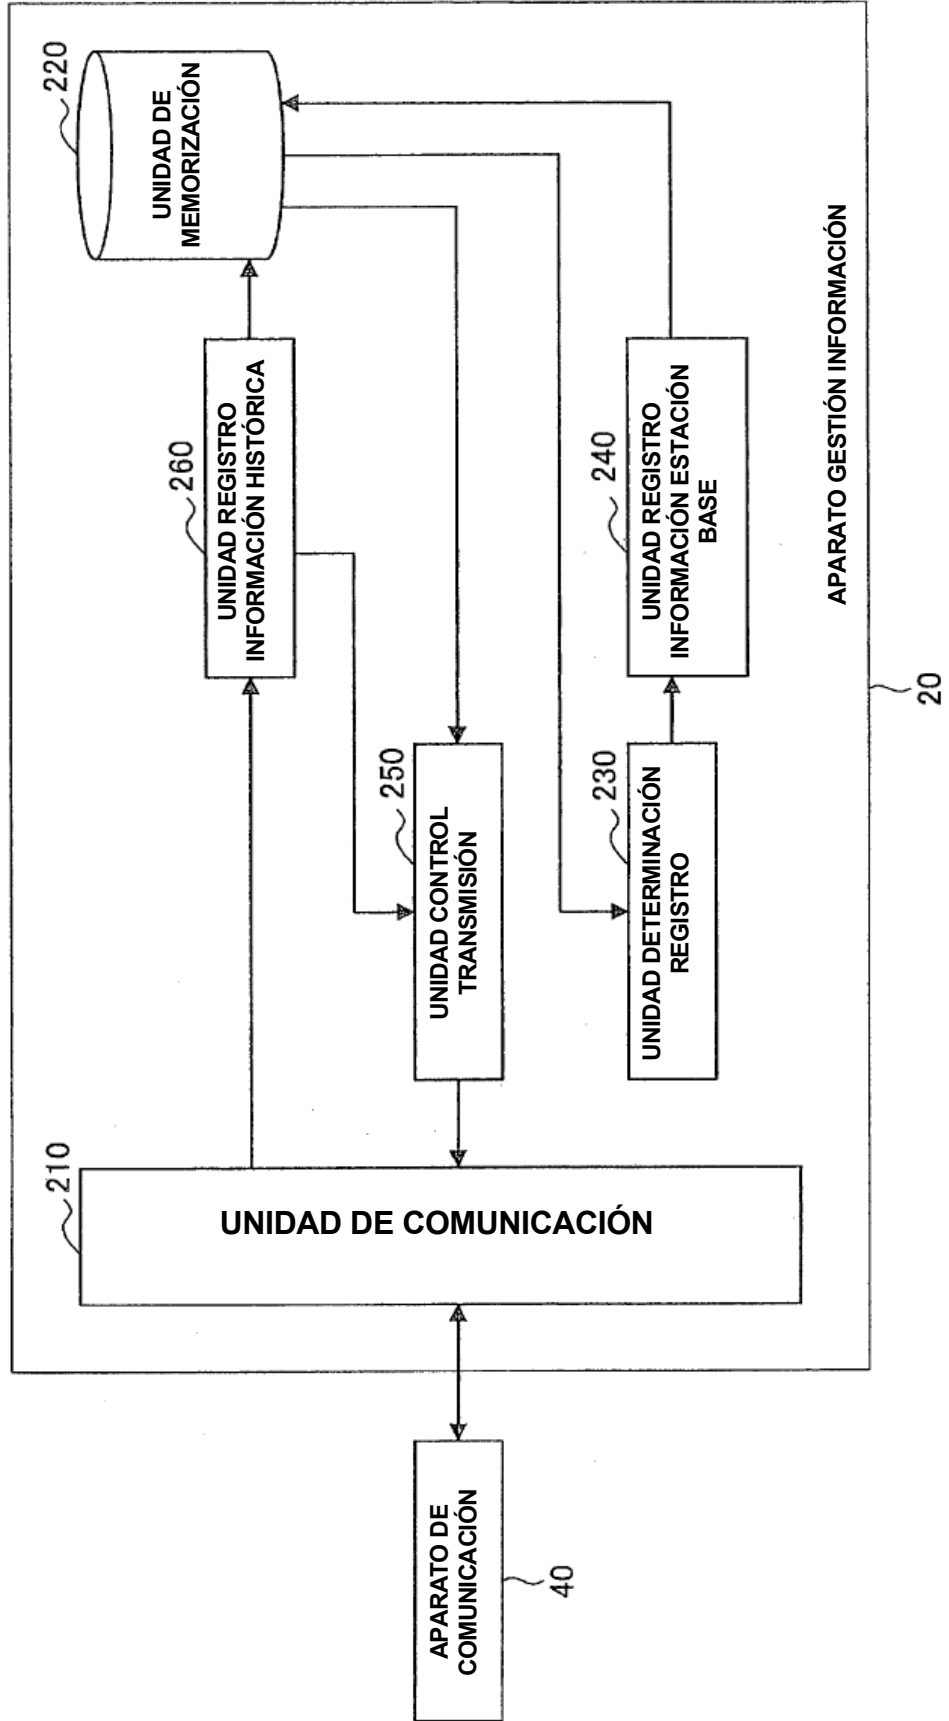 220
UNIDAD DE
MEMORIZACIÓN
260
UNIDAD REGISTRO
INFORMACIÓN HISTÓRICA
240
UNIDAD REGISTRO
INFORMACIÓN ESTACIÓN
BASE
250
UNIDAD CONTROL
TRANSMISIÓN
230
UNIDAD DETERMINACIÓN
REGISTRO
210
UNIDAD DE COMUNICACIÓN
APARATO DE
COMUNICACIÓN
40
APARATO GESTIÓN INFORMACIÓN
20